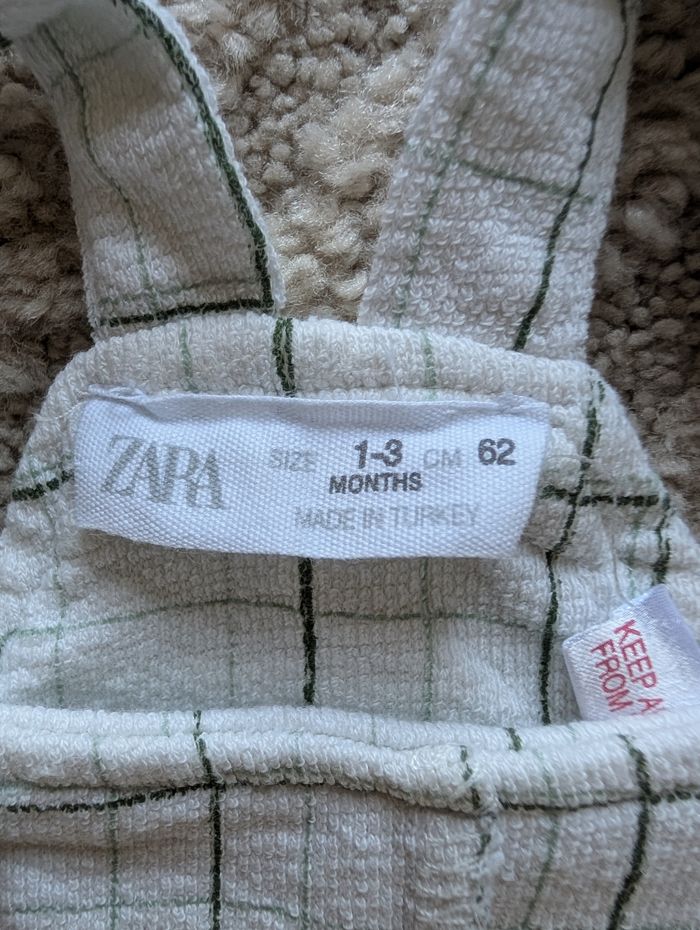 ZARA
SIZE 1-3 CM 62
MONTHS
MADE IN TURKEY
KEEP
FROM